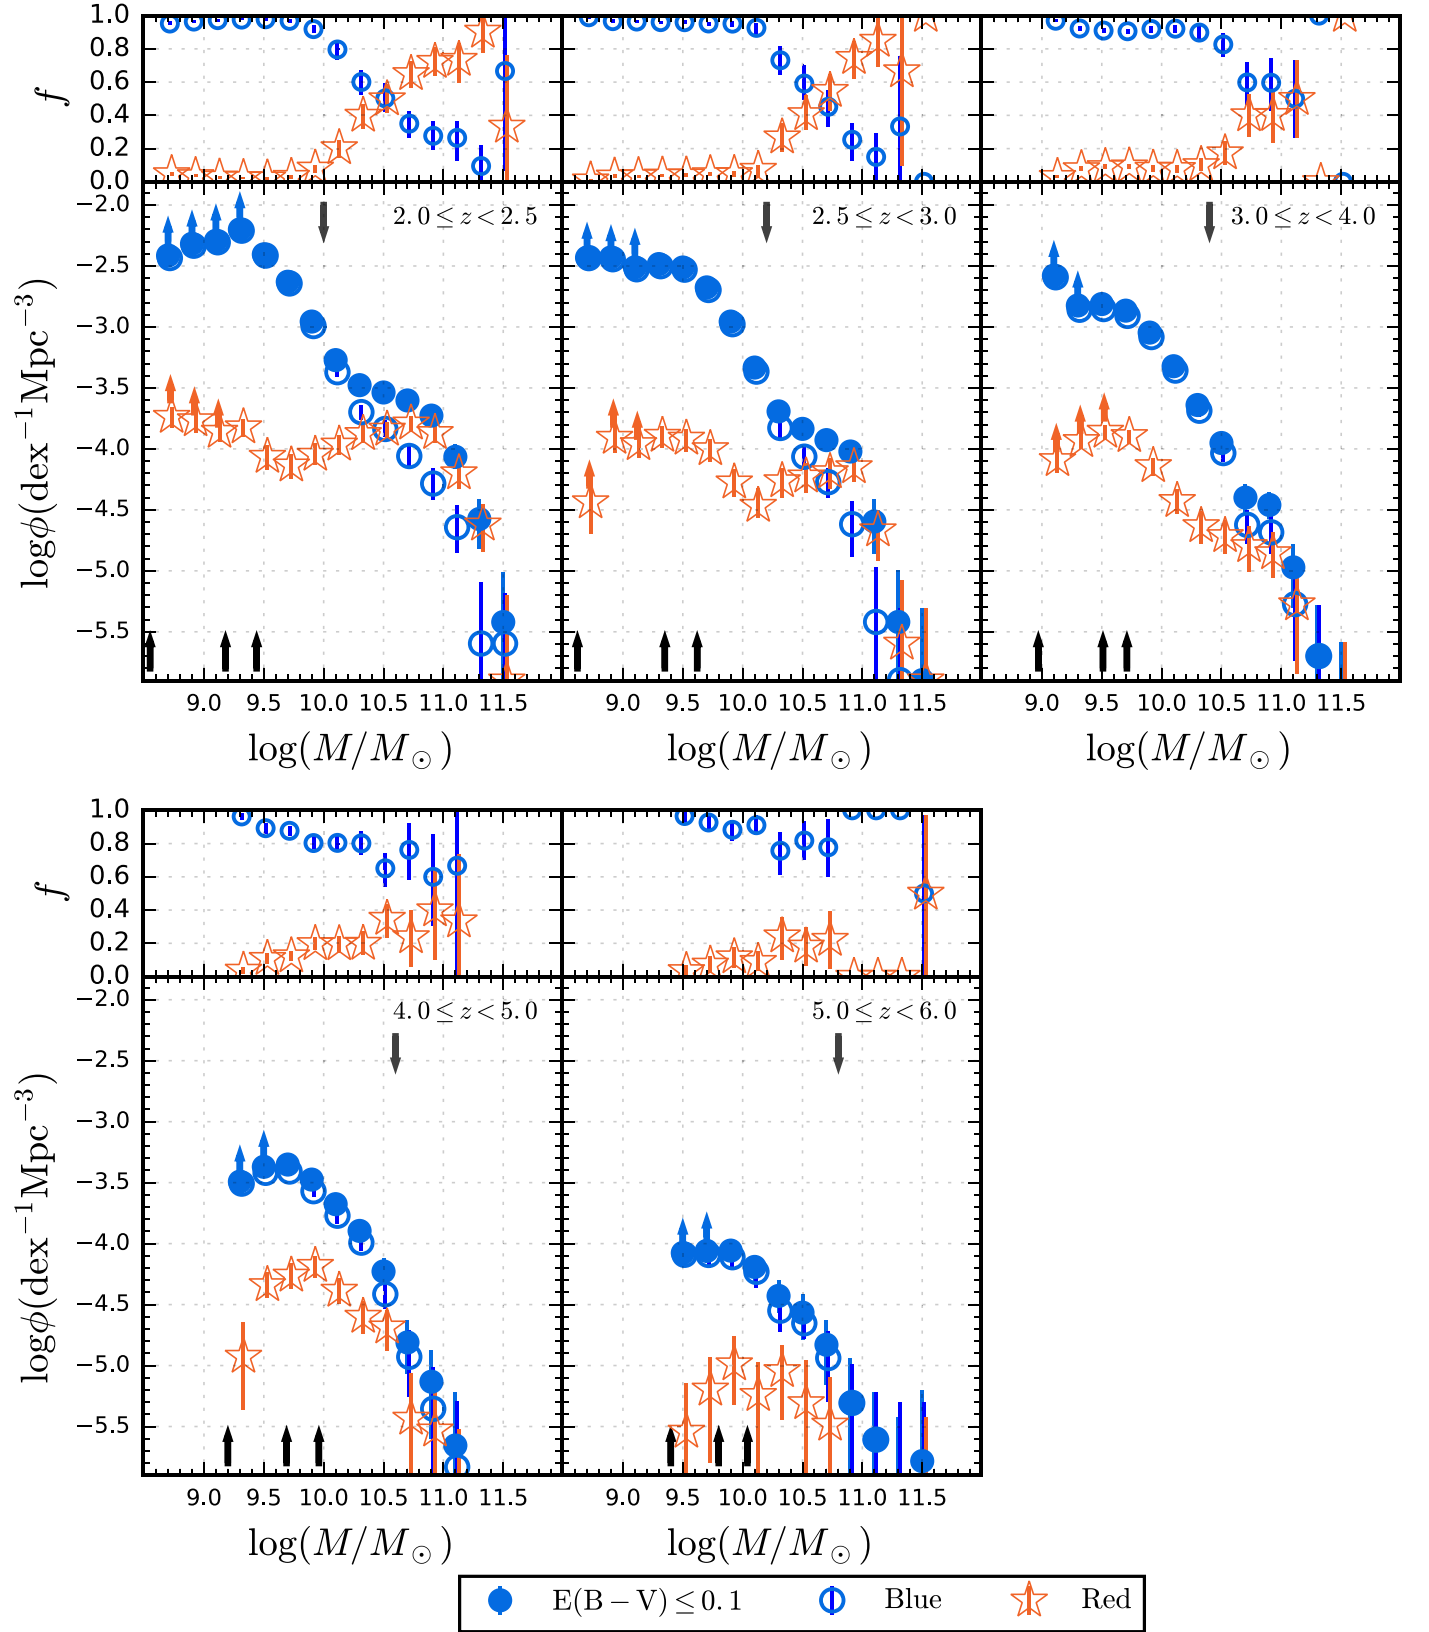 1.0
0.8
0.6
0.4
0.2
0.0
f
2.0 ≤ z < 2.5
2.5 ≤ z < 3.0
3.0 ≤ z < 4.0
−2.0
−2.5
−3.0
−3.5
−4.0
−4.5
−5.0
−5.5
logϕ(dex⁻¹Mpc⁻³)
9.0 9.5 10.0 10.5 11.0 11.5
9.0 9.5 10.0 10.5 11.0 11.5
9.0 9.5 10.0 10.5 11.0 11.5
log(M/M⊙)
log(M/M⊙)
log(M/M⊙)
1.0
0.8
0.6
0.4
0.2
0.0
f
4.0 ≤ z < 5.0
5.0 ≤ z < 6.0
−2.0
−2.5
−3.0
−3.5
−4.0
−4.5
−5.0
−5.5
logϕ(dex⁻¹Mpc⁻³)
9.0 9.5 10.0 10.5 11.0 11.5
9.0 9.5 10.0 10.5 11.0 11.5
log(M/M⊙)
log(M/M⊙)
E(B − V) ≤ 0.1 Blue Red